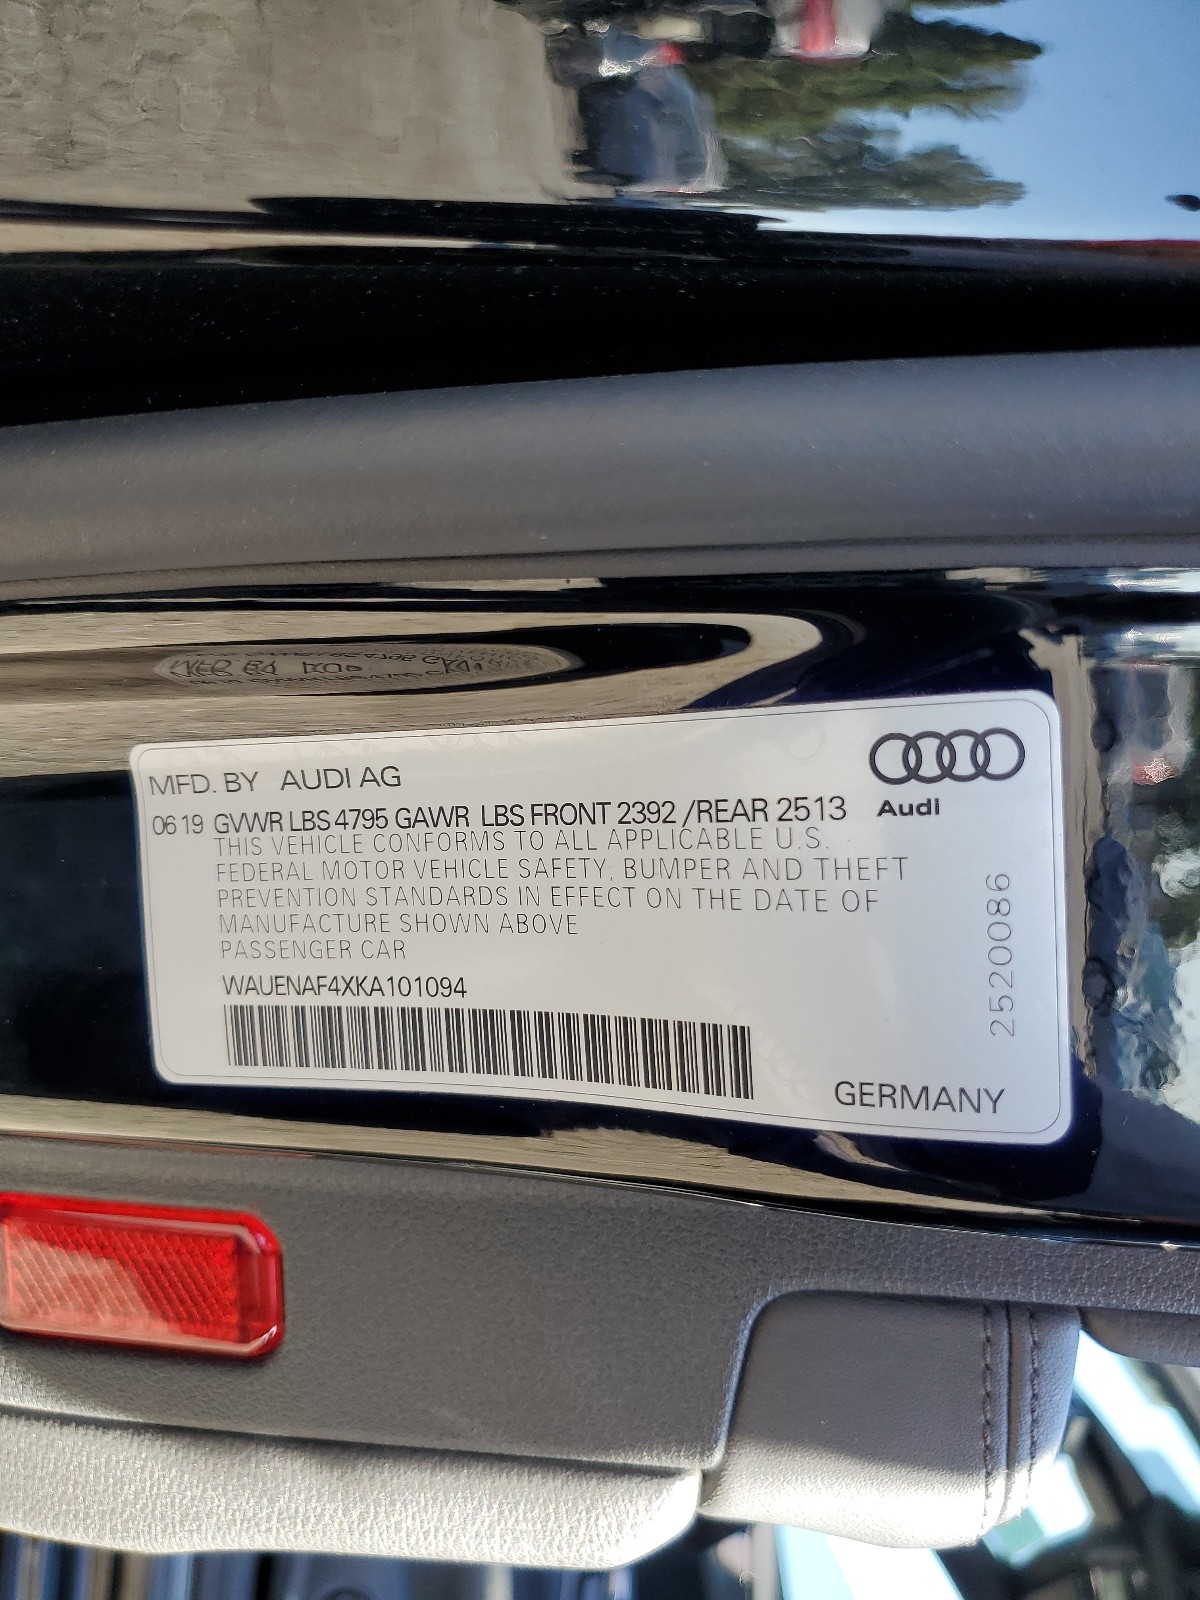 MFD. BY AUDI AG
Audi
06 19 GVWR LBS 4795 GAWR LBS FRONT 2392 /REAR 2513
THIS VEHICLE CONFORMS TO ALL APPLICABLE U.S.
FEDERAL MOTOR VEHICLE SAFETY, BUMPER AND THEFT
PREVENTION STANDARDS IN EFFECT ON THE DATE OF
MANUFACTURE SHOWN ABOVE
PASSENGER CAR
WAUENAF4XKA101094
2520086
GERMANY